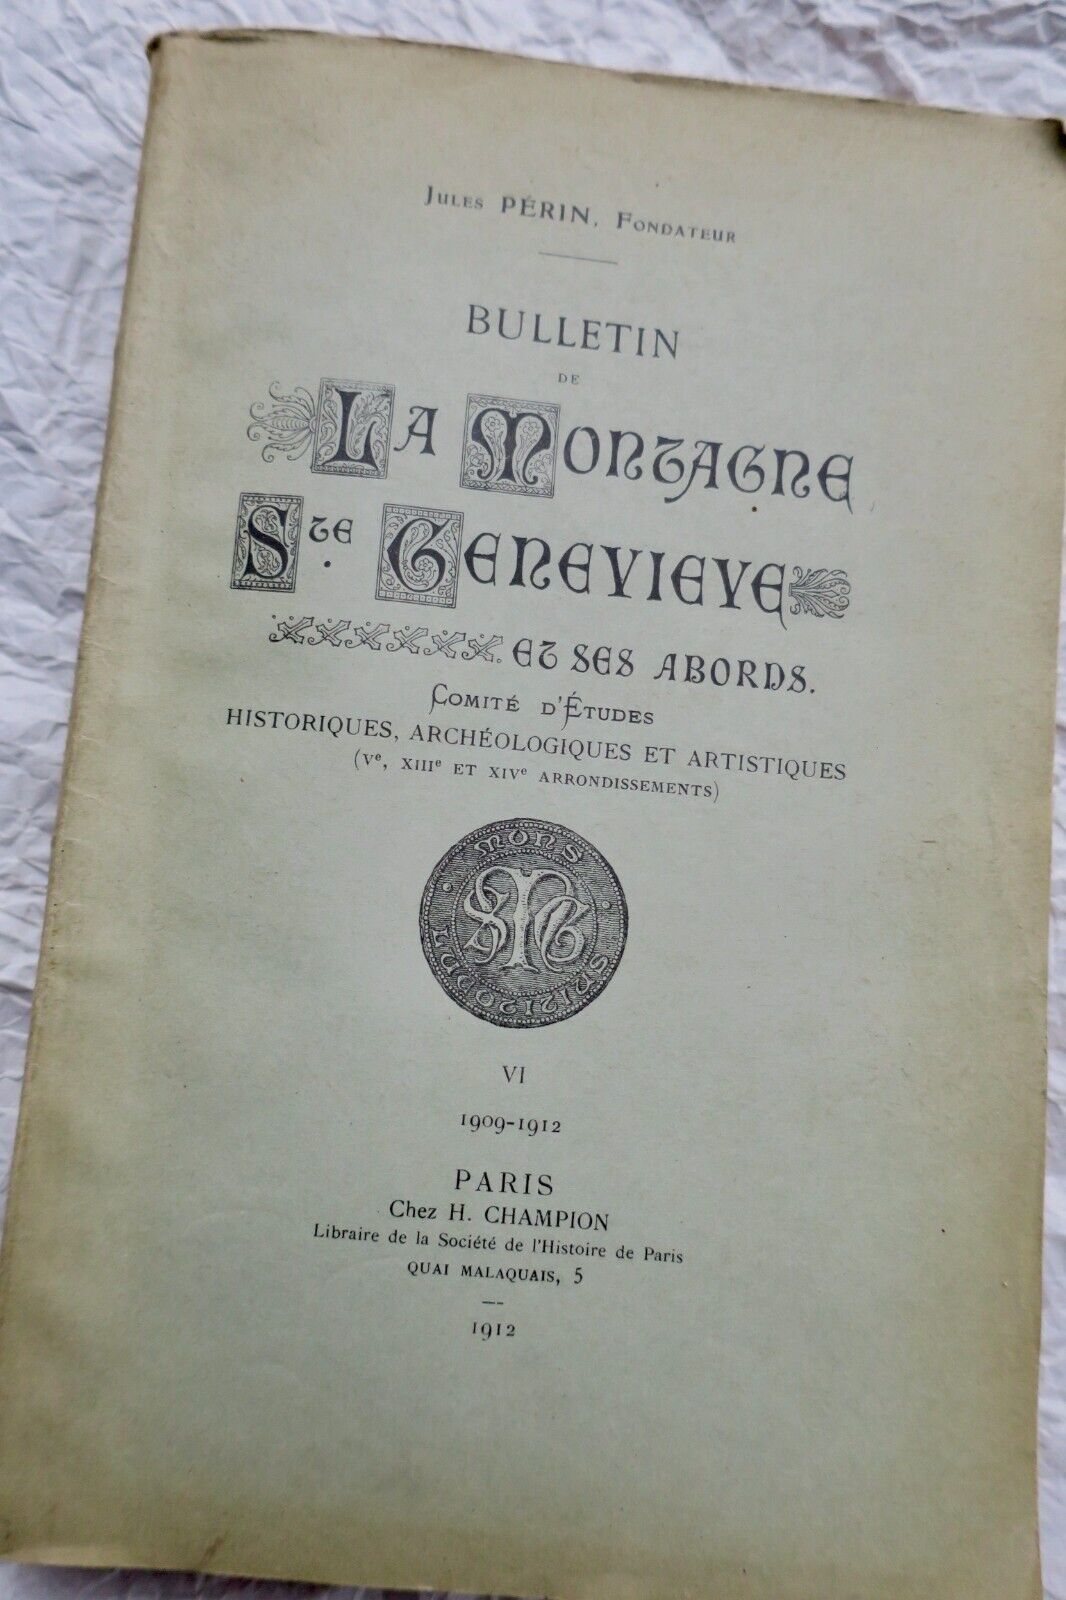 Jules PÉRIN, Fondateur
BULLETIN
DE
LA MONTAGNE
Ste. GENEVIEVE
ET SES ABORDS.
Comité d'Études
HISTORIQUES, ARCHÉOLOGIQUES ET ARTISTIQUES
(Ve, XIIIe ET XIVe ARRONDISSEMENTS)
MONS
SMG
VI
1909-1912
PARIS
Chez H. CHAMPION
Libraire de la Société de l'Histoire de Paris
QUAI MALAQUAIS, 5
1912